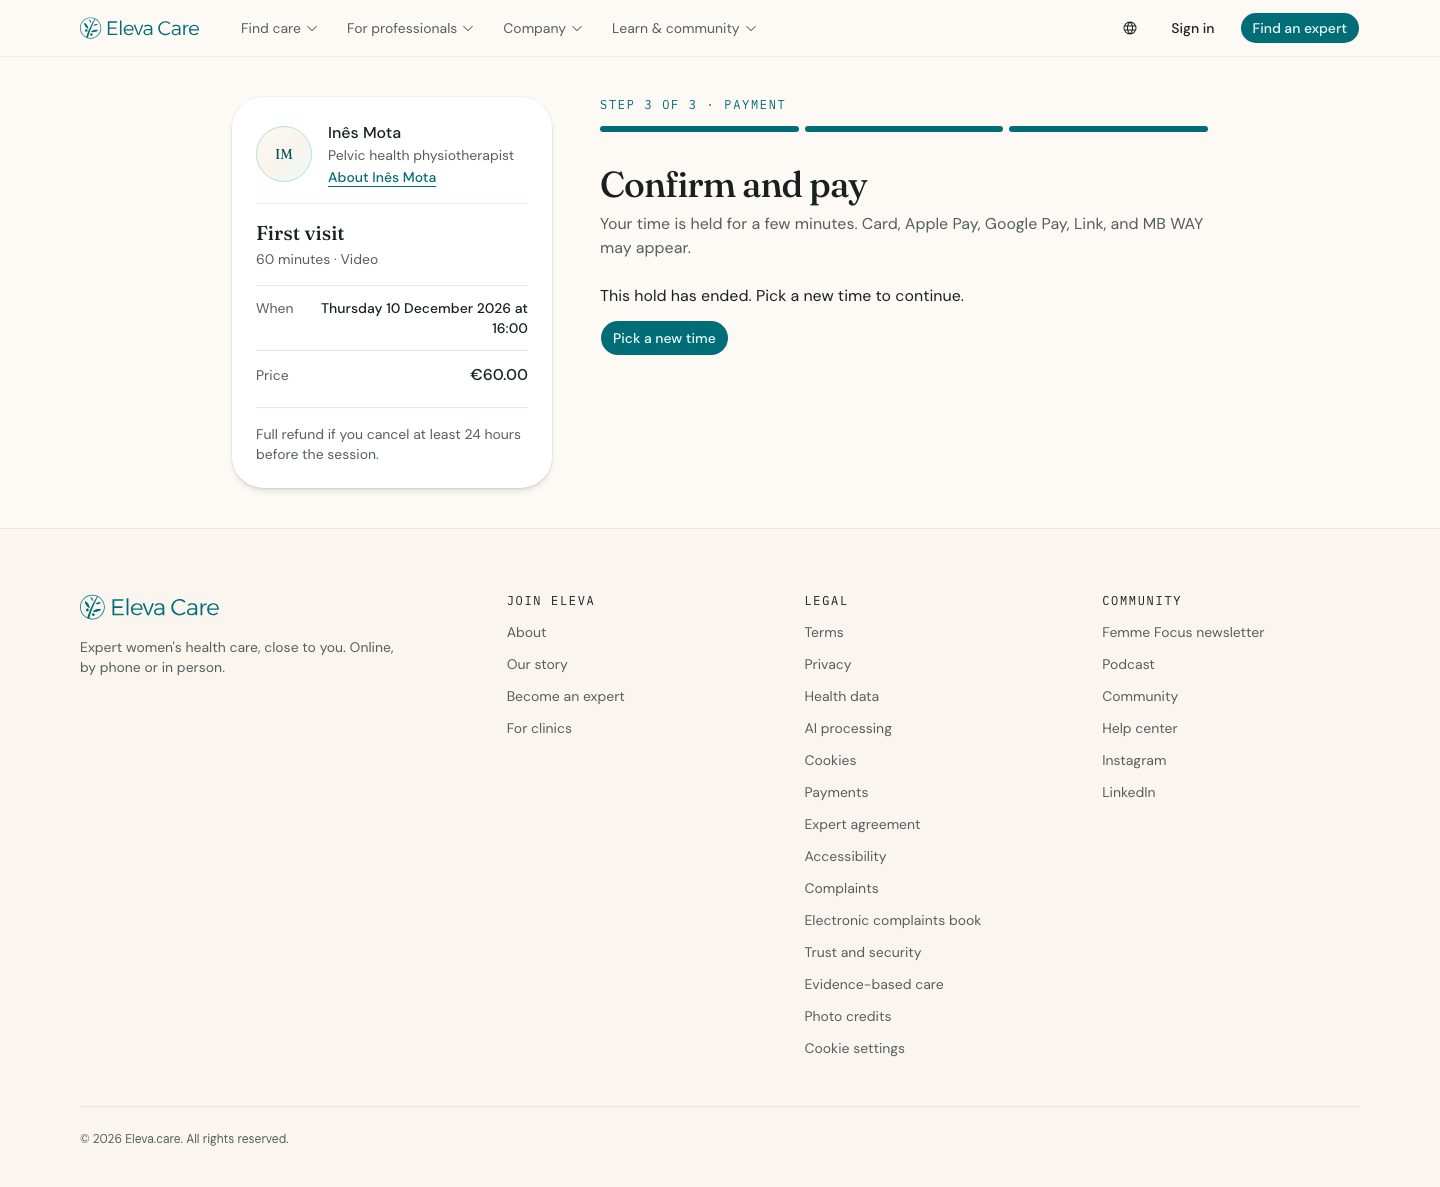 Eleva Care
Find care
For professionals
Company
Learn & community
Sign in
Find an expert
IM
Inês Mota
Pelvic health physiotherapist
About Inês Mota
First visit
60 minutes · Video
When
Thursday 10 December 2026 at
16:00
Price
€60.00
Full refund if you cancel at least 24 hours
before the session.
STEP 3 OF 3 · PAYMENT
Confirm and pay
Your time is held for a few minutes. Card, Apple Pay, Google Pay, Link, and MB WAY
may appear.
This hold has ended. Pick a new time to continue.
Pick a new time
Eleva Care
Expert women's health care, close to you. Online,
by phone or in person.
JOIN ELEVA
About
Our story
Become an expert
For clinics
LEGAL
Terms
Privacy
Health data
AI processing
Cookies
Payments
Expert agreement
Accessibility
Complaints
Electronic complaints book
Trust and security
Evidence-based care
Photo credits
Cookie settings
COMMUNITY
Femme Focus newsletter
Podcast
Community
Help center
Instagram
LinkedIn
© 2026 Eleva.care. All rights reserved.